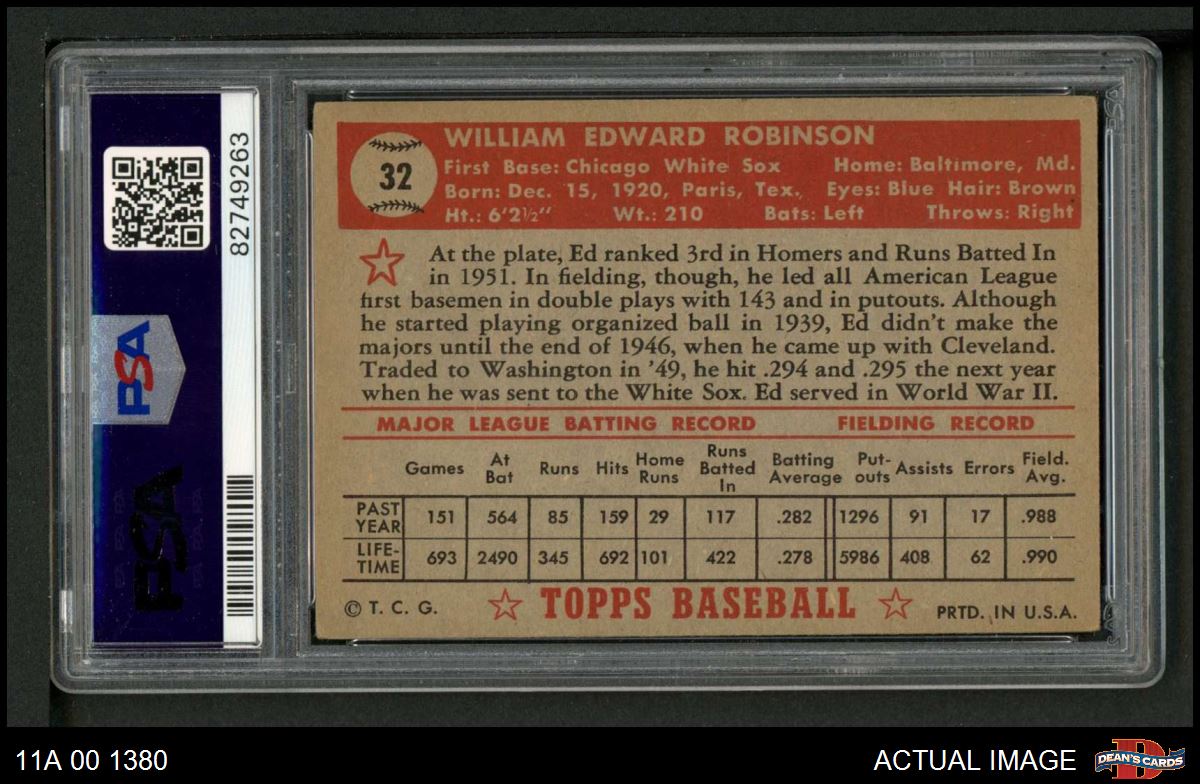 82749263
PSA
PSA
32
WILLIAM EDWARD ROBINSON
First Base: Chicago White Sox Home: Baltimore, Md.
Born: Dec. 15, 1920, Paris, Tex., Eyes: Blue Hair: Brown
Ht.: 6'2½" Wt.: 210 Bats: Left Throws: Right
At the plate, Ed ranked 3rd in Homers and Runs Batted In
in 1951. In fielding, though, he led all American League
first basemen in double plays with 143 and in putouts. Although
he started playing organized ball in 1939, Ed didn't make the
majors until the end of 1946, when he came up with Cleveland.
Traded to Washington in '49, he hit .294 and .295 the next year
when he was sent to the White Sox. Ed served in World War II.
MAJOR LEAGUE BATTING RECORD FIELDING RECORD
Games At Bat Runs Hits Home Runs Runs Batted In Batting Average Put-outs Assists Errors Field. Avg.
PAST YEAR 151 564 85 159 29 117 .282 1296 91 17 .988
LIFE-TIME 693 2490 345 692 101 422 .278 5986 408 62 .990
© T. C. G. TOPPS BASEBALL PRTD. IN U.S.A.
11A 00 1380 ACTUAL IMAGE DEAN'S CARDS